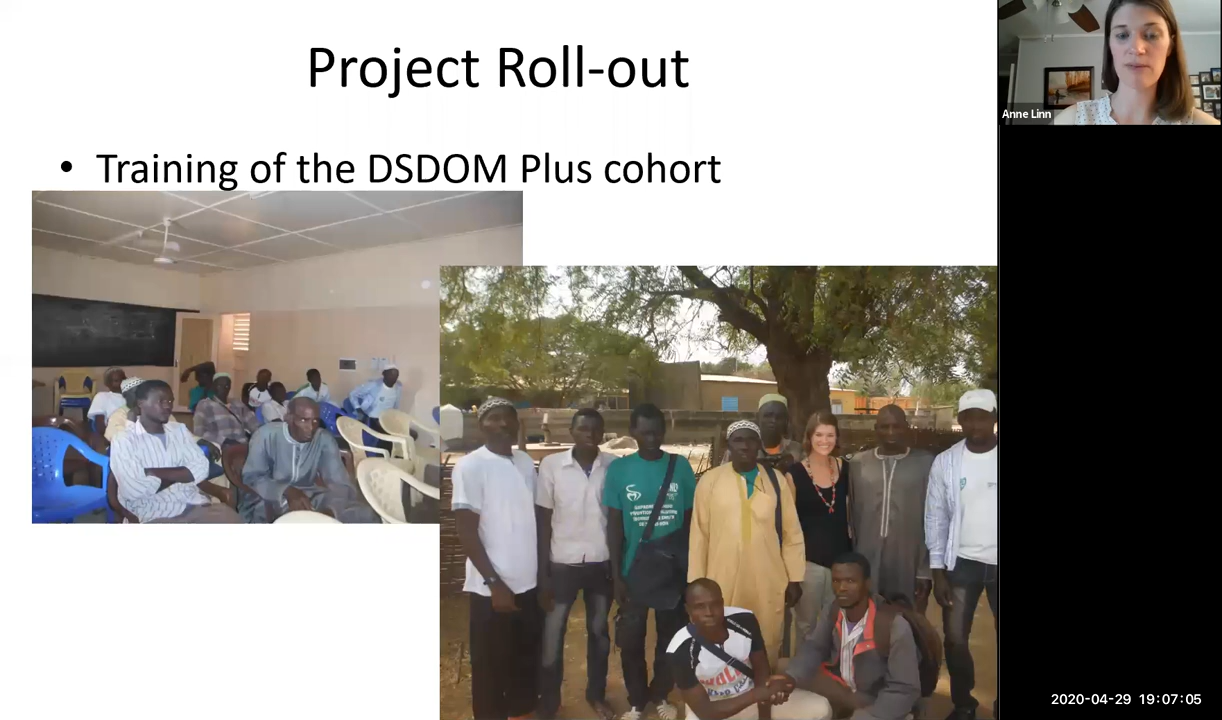 Project Roll-out
• Training of the DSDOM Plus cohort
Anne Linn
2020-04-29 19:07:05